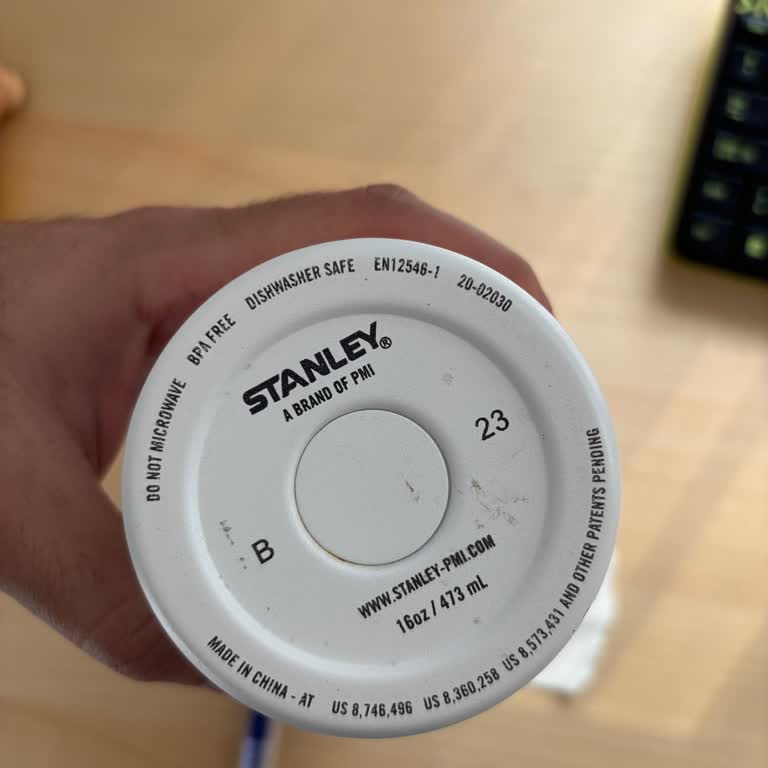 DO NOT MICROWAVE BPA FREE DISHWASHER SAFE EN12546-1 20-02030
STANLEY®
A BRAND OF PMI
23
B
WWW.STANLEY-PMI.COM
16oz / 473 mL
MADE IN CHINA - AT US 8,746,496 US 8,360,258 US 8,573,431 AND OTHER PATENTS PENDING